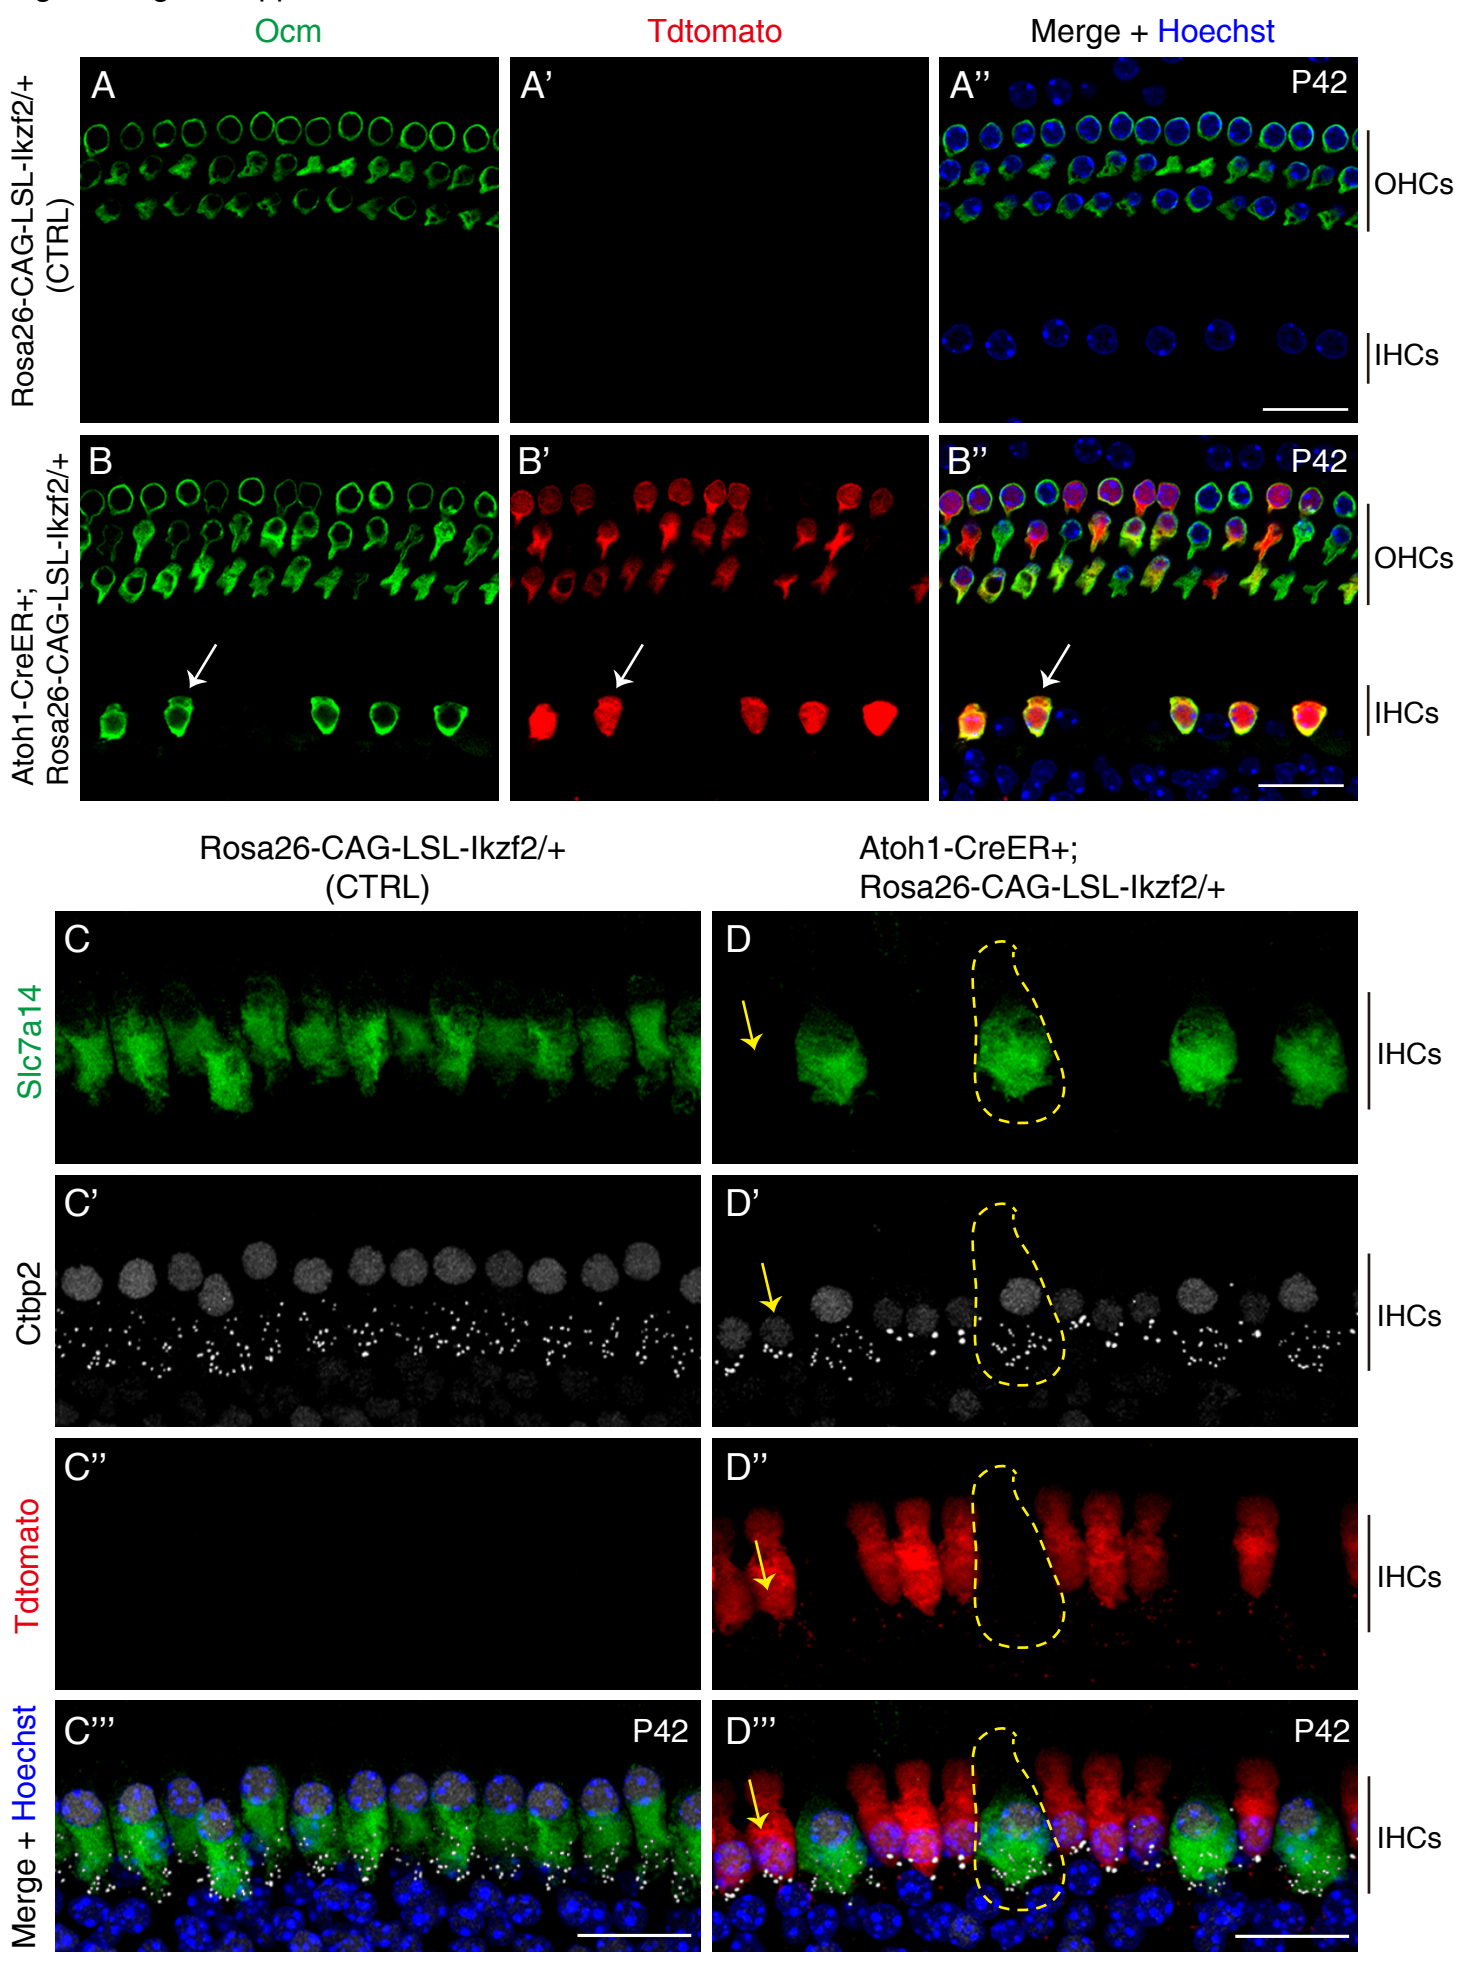 Ocm
Tdtomato
Merge + Hoechst
Rosa26-CAG-LSL-Ikzf2/+
(CTRL)
A
A’
A’’
P42
OHCs
IHCs
Atoh1-CreER+;
Rosa26-CAG-LSL-Ikzf2/+
B
B’
B’’
P42
OHCs
IHCs
Rosa26-CAG-LSL-Ikzf2/+
(CTRL)
Atoh1-CreER+;
Rosa26-CAG-LSL-Ikzf2/+
Slc7a14
C
D
IHCs
Ctbp2
C’
D’
IHCs
Tdtomato
C’’
D’’
IHCs
Merge + Hoechst
C’’’
P42
D’’’
P42
IHCs